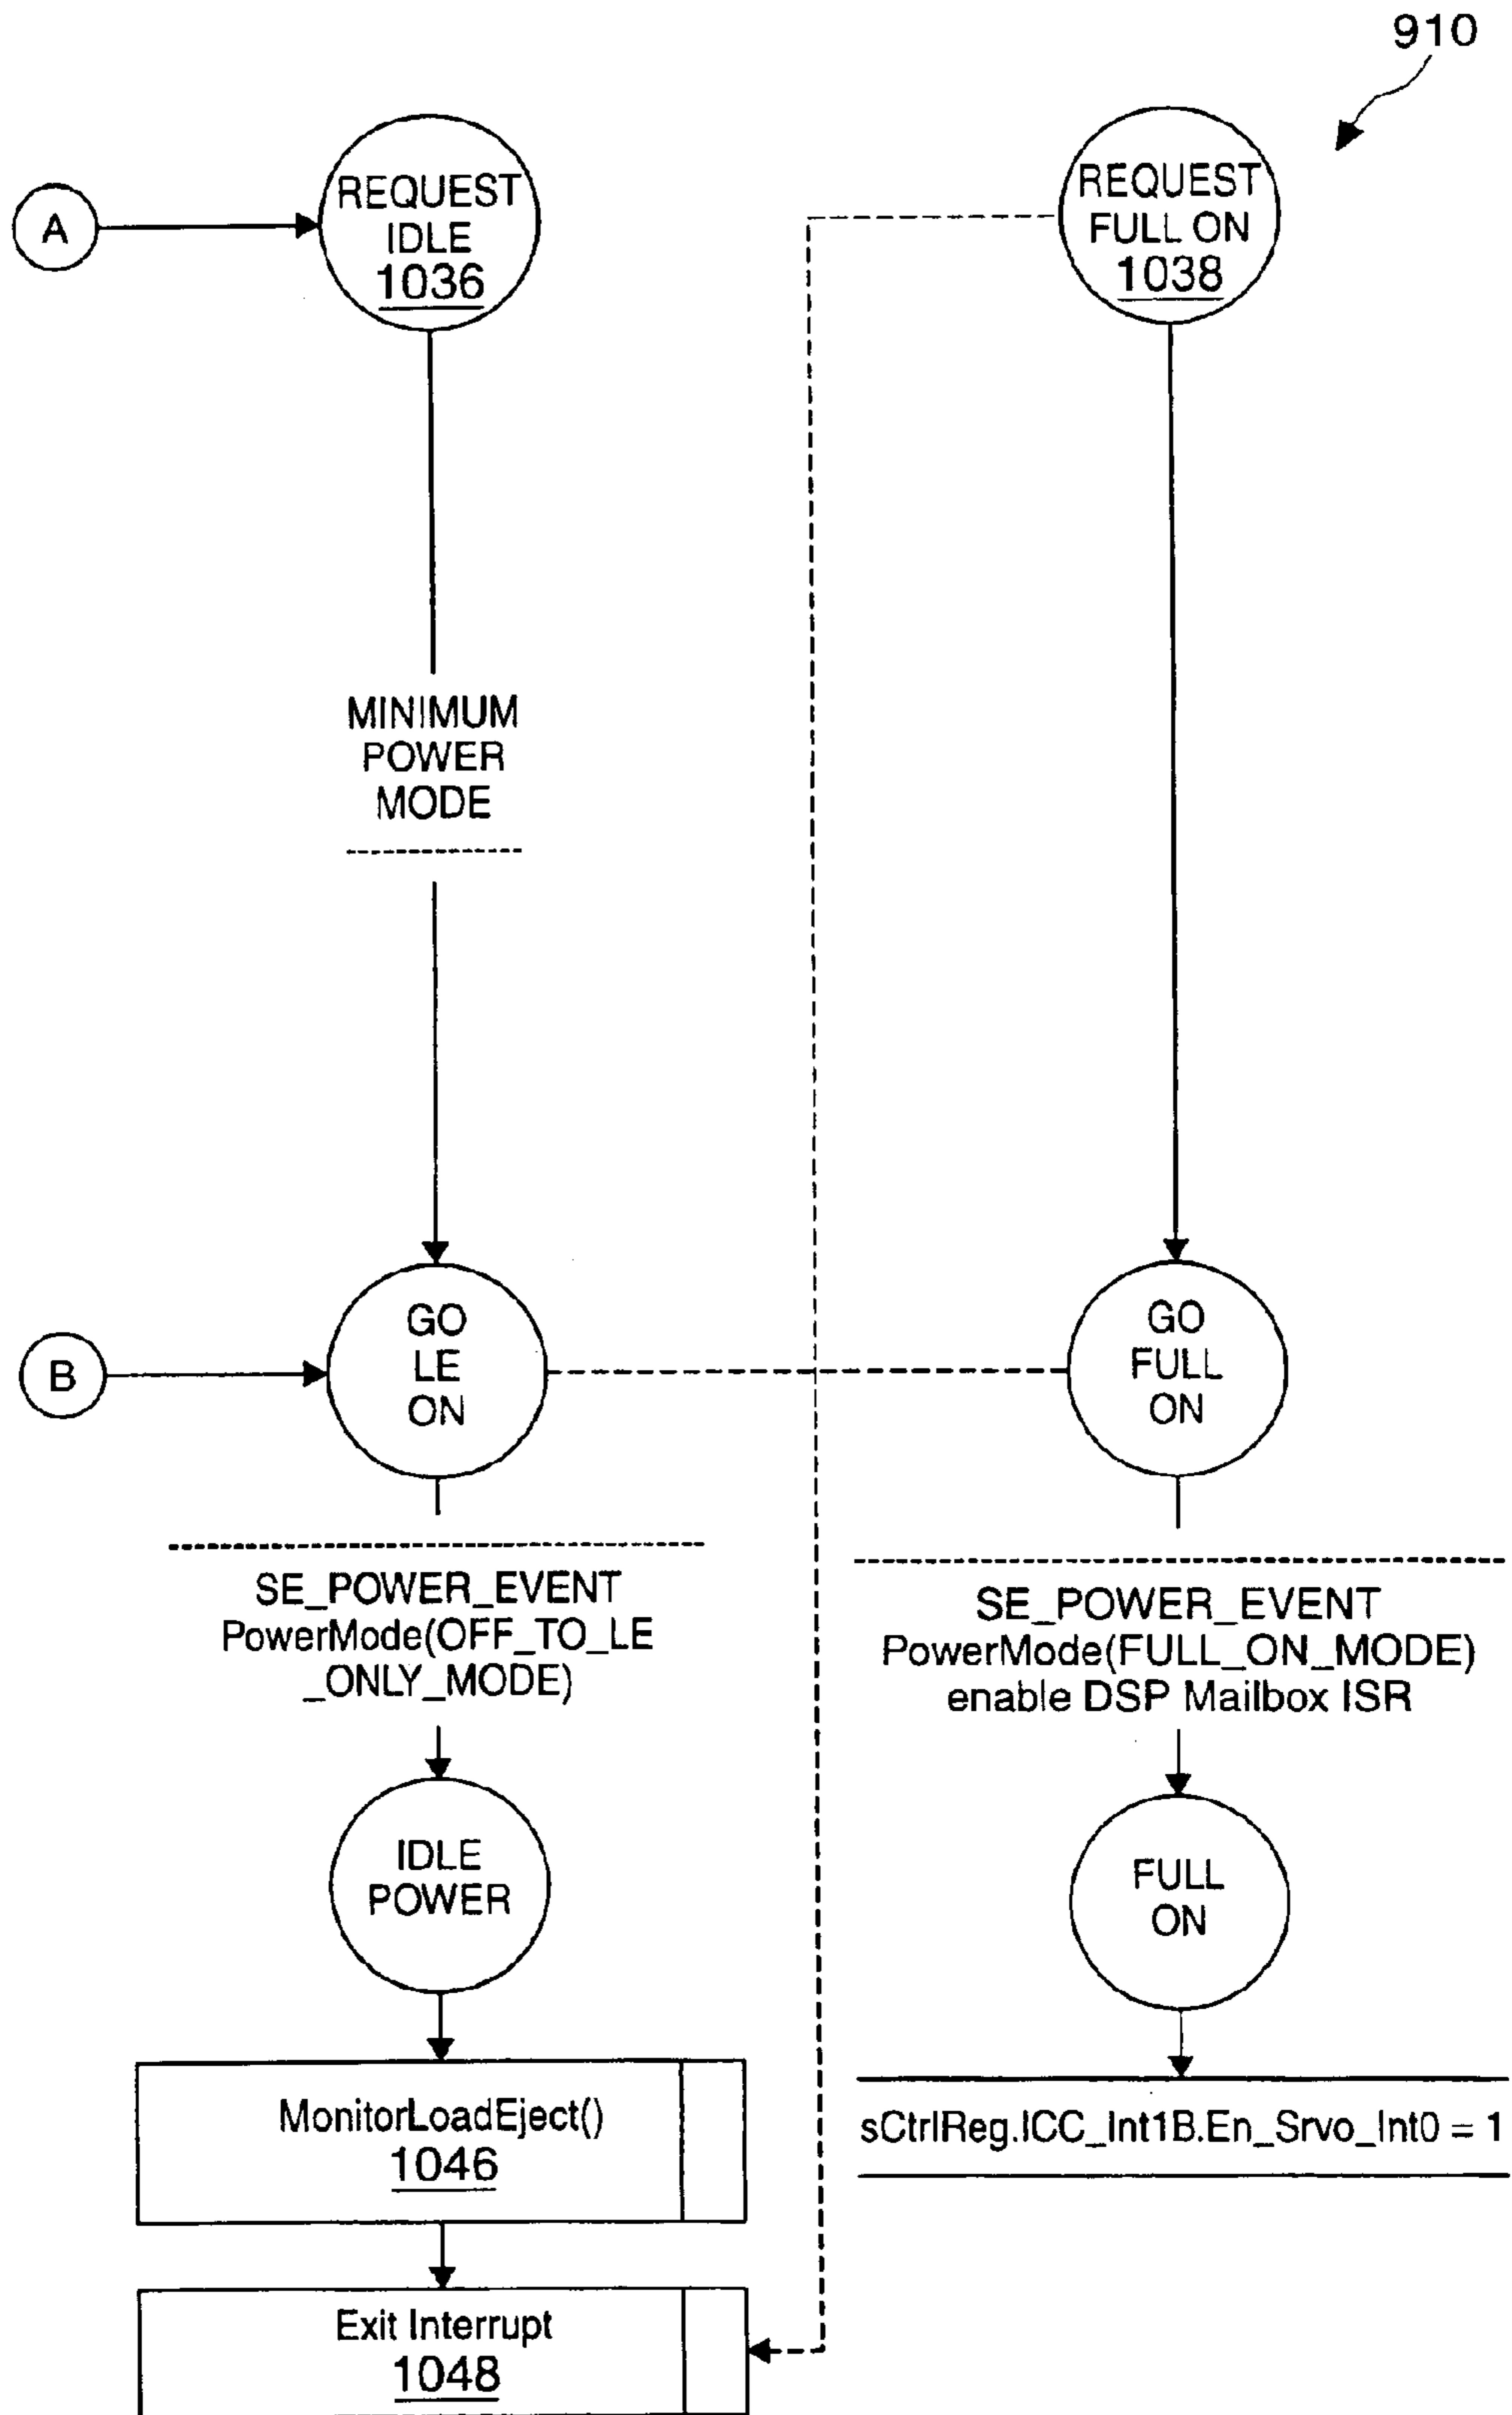 910
A
REQUEST
IDLE
1036
REQUEST
FULL ON
1038
MINIMUM
POWER
MODE
B
GO
LE
ON
GO
FULL
ON
SE_POWER_EVENT
PowerMode(OFF_TO_LE
_ONLY_MODE)
SE_POWER_EVENT
PowerMode(FULL_ON_MODE)
enable DSP Mailbox ISR
IDLE
POWER
FULL
ON
MonitorLoadEject()
1046
sCtrlReg.ICC_Int1B.En_Srvo_Int0 = 1
Exit Interrupt
1048